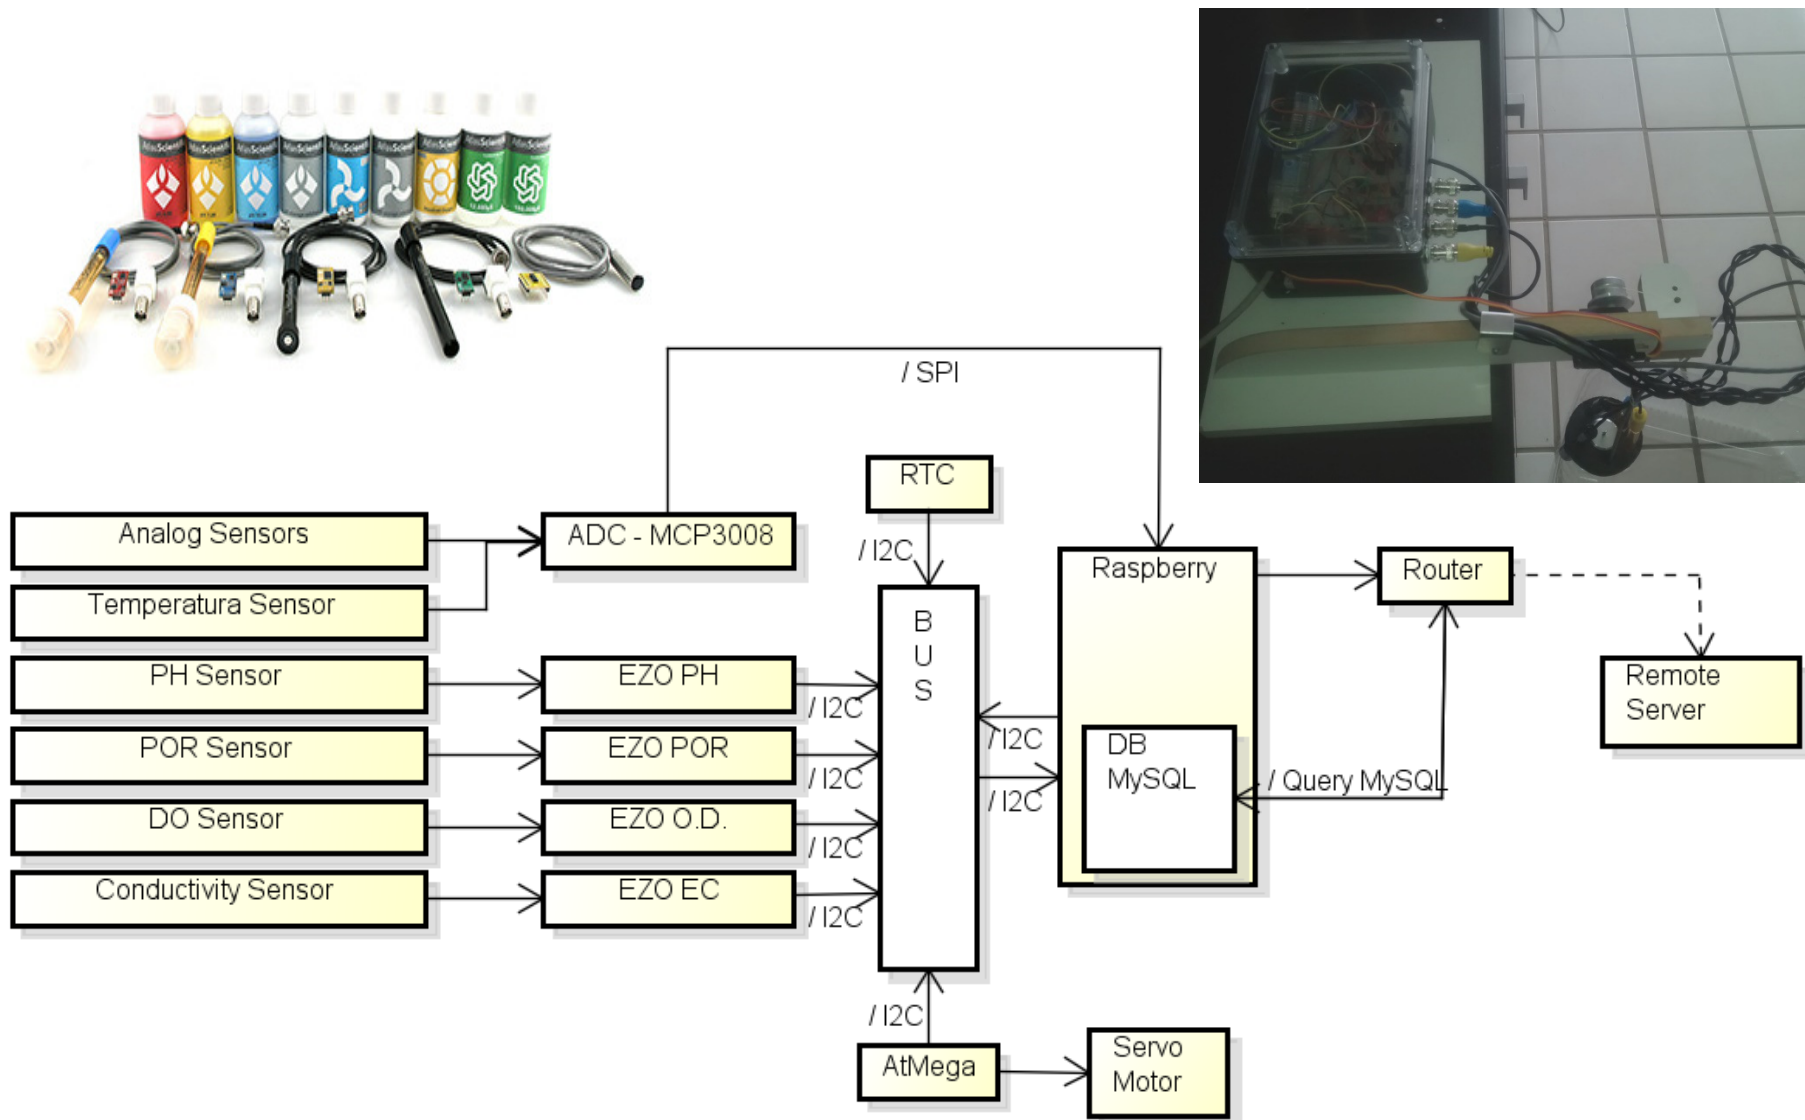 AtlasScientific
/ SPI
RTC
/ I2C
Analog Sensors
ADC - MCP3008
Temperatura Sensor
BUS
Raspberry
Router
PH Sensor
EZO PH
/ I2C
POR Sensor
EZO POR
/ I2C
/ I2C
/ I2C
DB
MySQL
/ Query MySQL
Remote
Server
DO Sensor
EZO O.D.
/ I2C
Conductivity Sensor
EZO EC
/ I2C
/ I2C
AtMega
Servo
Motor